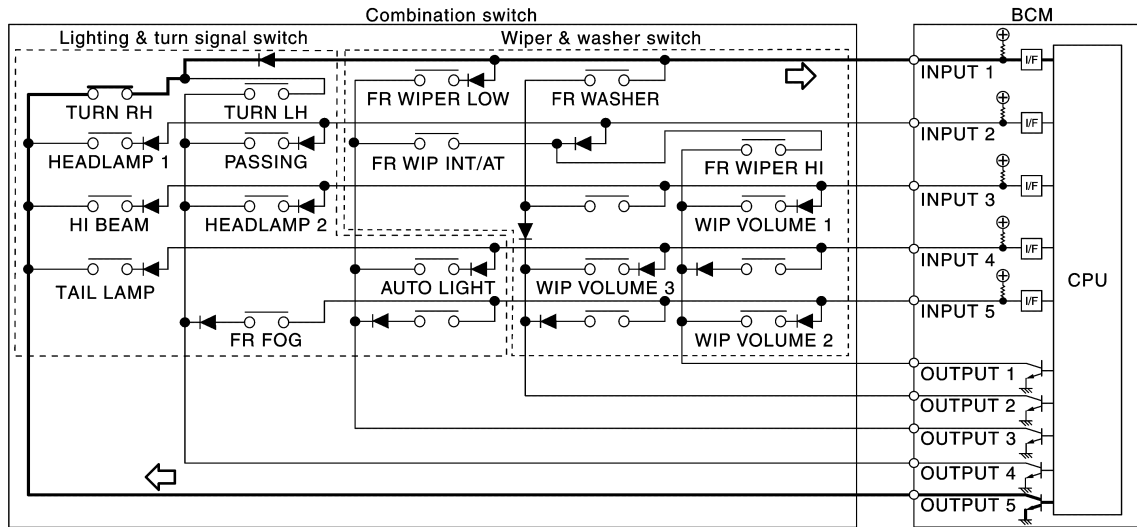 Combination switch
BCM
Lighting & turn signal switch
Wiper & washer switch
INPUT 1
I/F
TURN RH
TURN LH
FR WIPER LOW
FR WASHER
INPUT 2
I/F
HEADLAMP 1
PASSING
FR WIP INT/AT
FR WIPER HI
INPUT 3
I/F
HI BEAM
HEADLAMP 2
WIP VOLUME 1
INPUT 4
I/F
CPU
TAIL LAMP
AUTO LIGHT
WIP VOLUME 3
INPUT 5
I/F
FR FOG
WIP VOLUME 2
OUTPUT 1
OUTPUT 2
OUTPUT 3
OUTPUT 4
OUTPUT 5